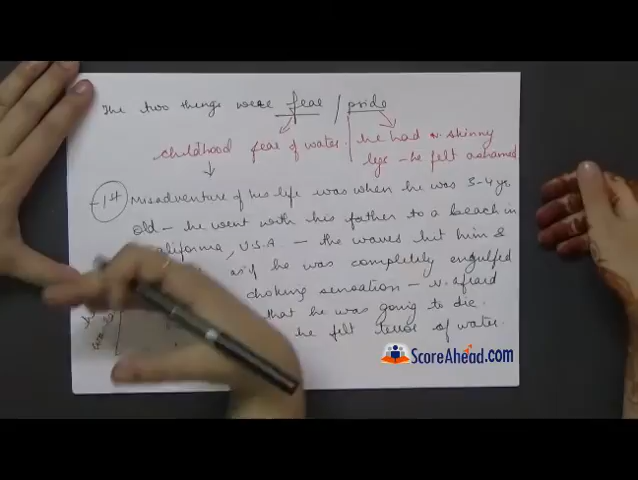 The two things were fear / pride
childhood fear of water. he had v. skinny
legs - he felt ashamed
- 1st misadventure of his life was when he was 3-4 yr
old - he went with his father to a beach in
California, U.S.A. - the waves hit him &
as if he was completely engulfed
choking sensation - v. afraid
that he was going to die.
he felt terror of water.
ScoreAhead.com